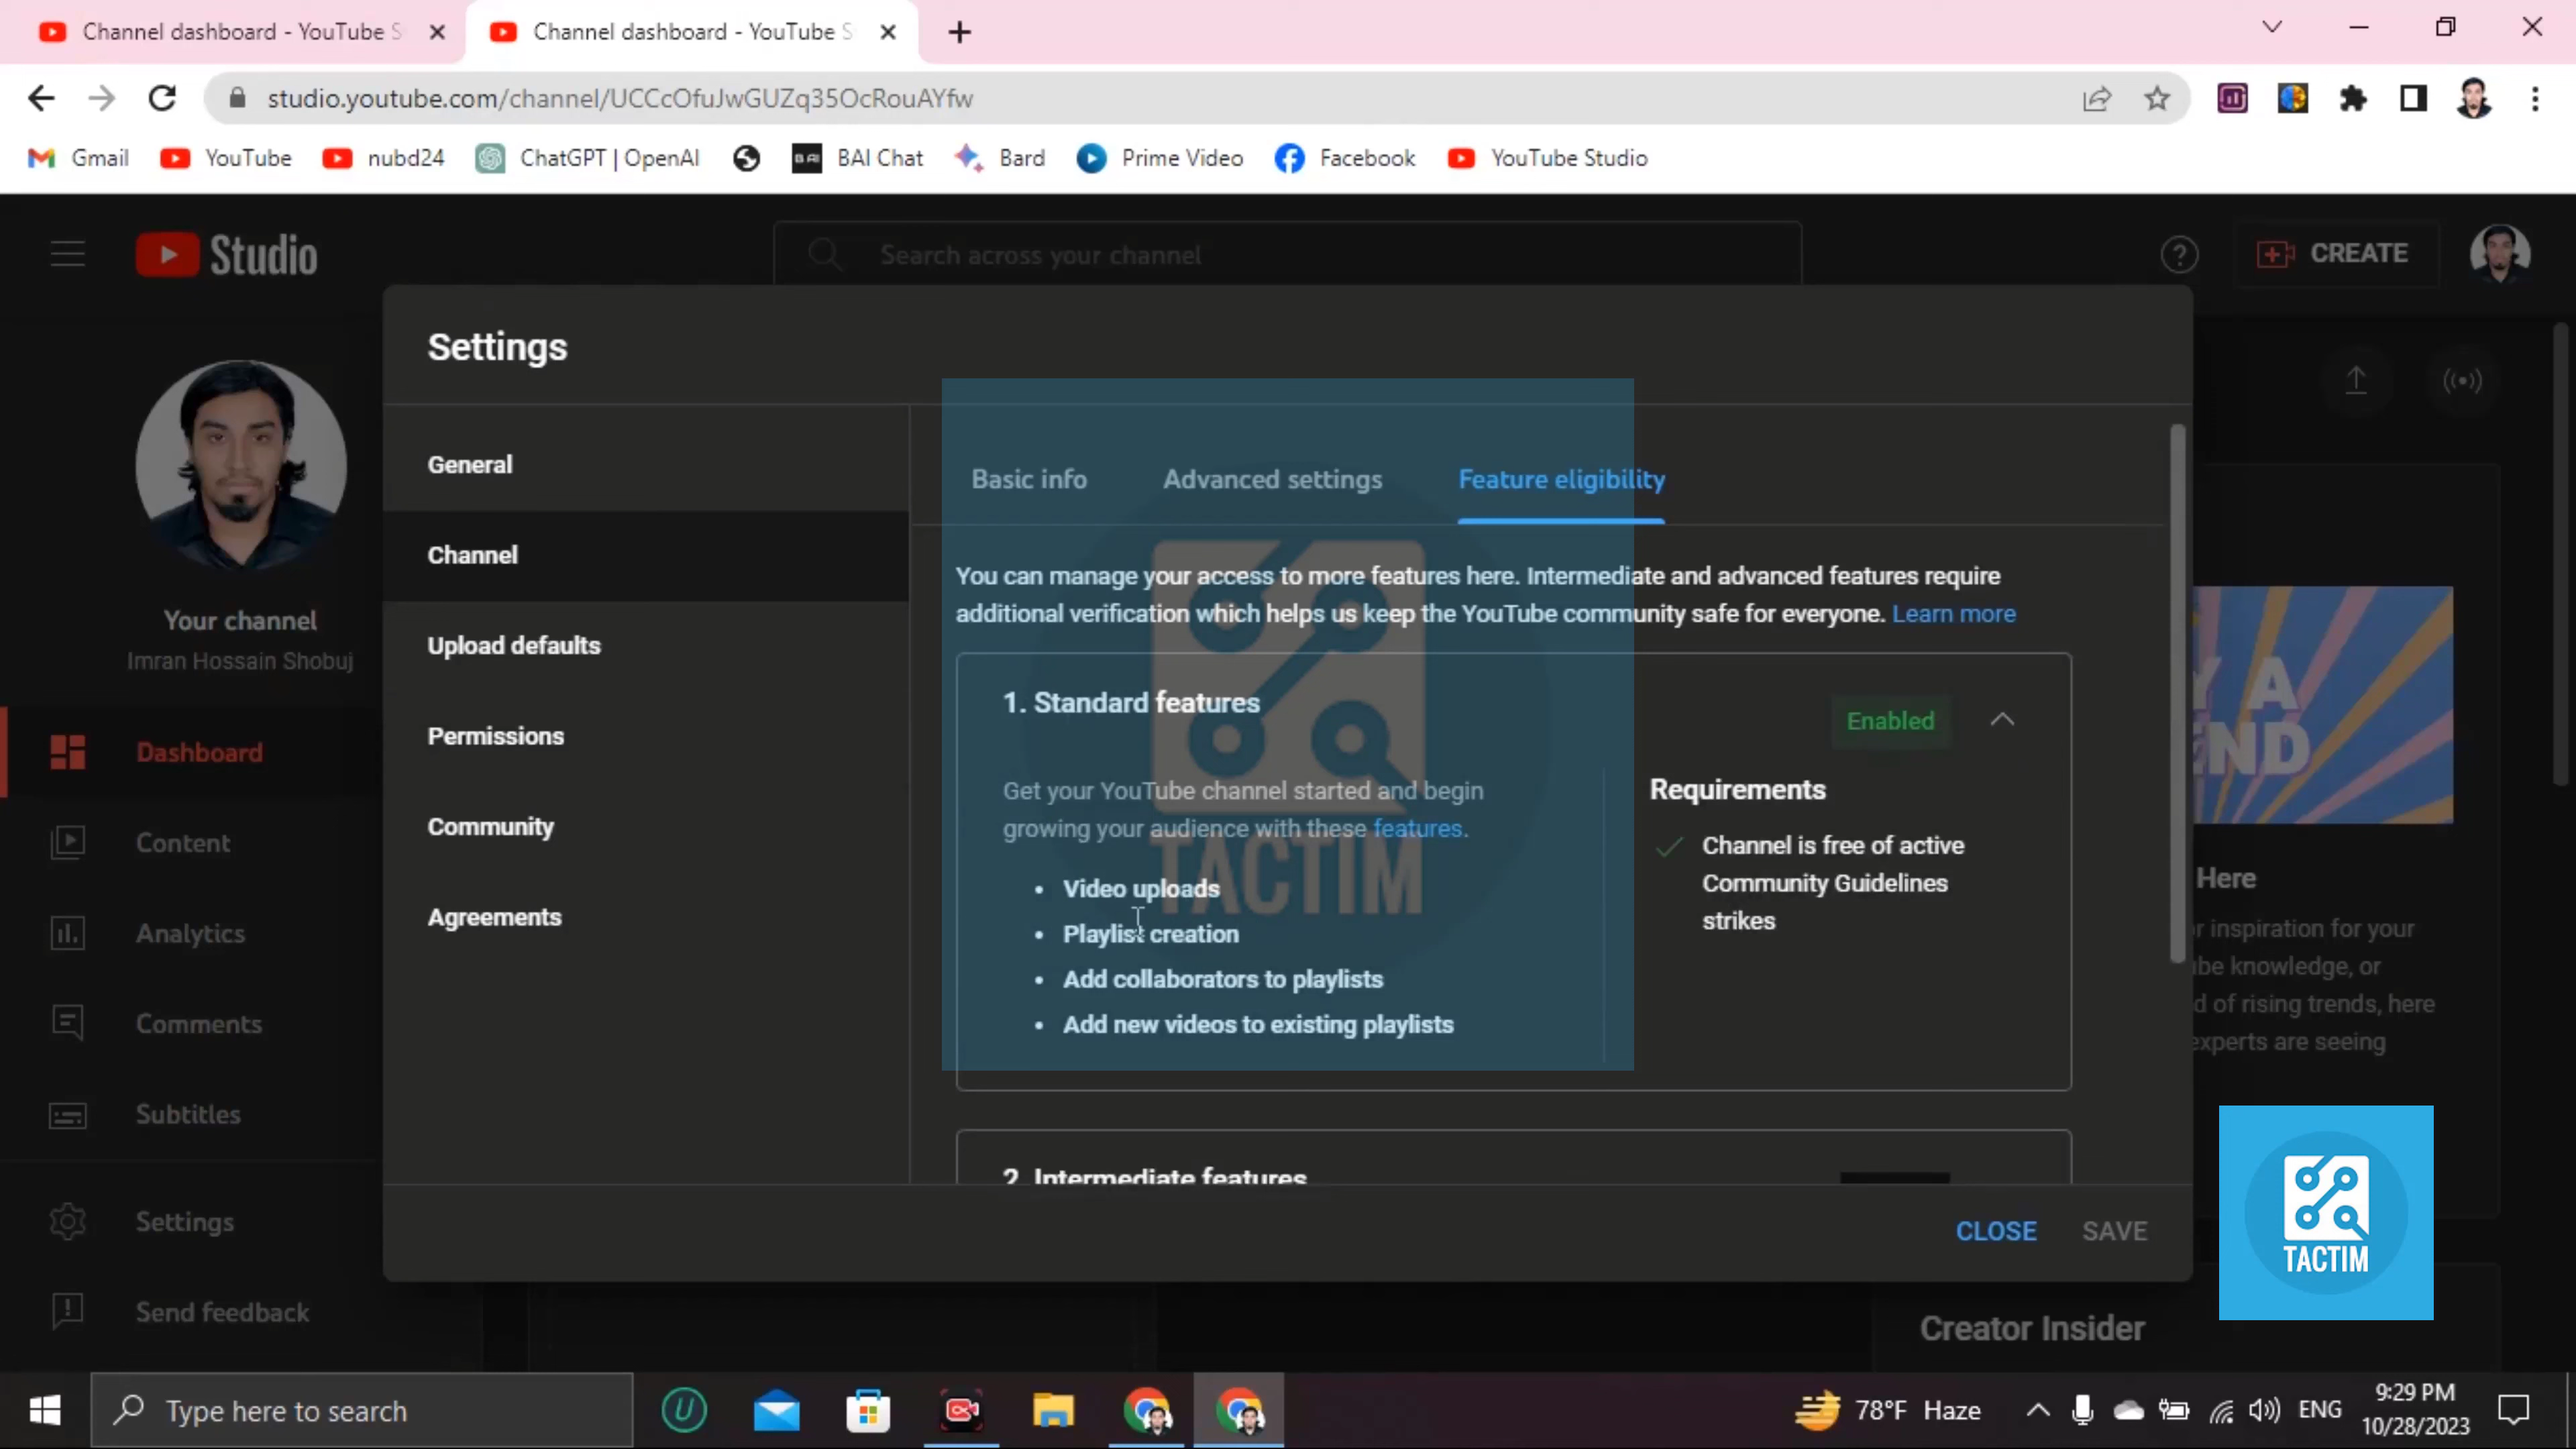 Channel dashboard - YouTube S
Channel dashboard - YouTube S
studio.youtube.com/channel/UCCcOfuJwGUZq35OcRouAYfw
Gmail
YouTube
nubd24
ChatGPT | OpenAI
BAI Chat
Bard
Prime Video
Facebook
YouTube Studio
Studio
Search across your channel
CREATE
Settings
General
Channel
Upload defaults
Permissions
Community
Agreements
Basic info
Advanced settings
Feature eligibility
You can manage your access to more features here. Intermediate and advanced features require
additional verification which helps us keep the YouTube community safe for everyone. Learn more
1. Standard features
Enabled
Get your YouTube channel started and begin
growing your audience with these features.
• Video uploads
• Playlist creation
• Add collaborators to playlists
• Add new videos to existing playlists
Requirements
Channel is free of active
Community Guidelines
strikes
TACTIM
2. Intermediate features
CLOSE
SAVE
Your channel
Imran Hossain Shobuj
Dashboard
Content
Analytics
Comments
Subtitles
Settings
Send feedback
Y A
END
Here
r inspiration for your
be knowledge, or
d of rising trends, here
experts are seeing
TACTIM
Creator Insider
Type here to search
78°F Haze
ENG
9:29 PM
10/28/2023